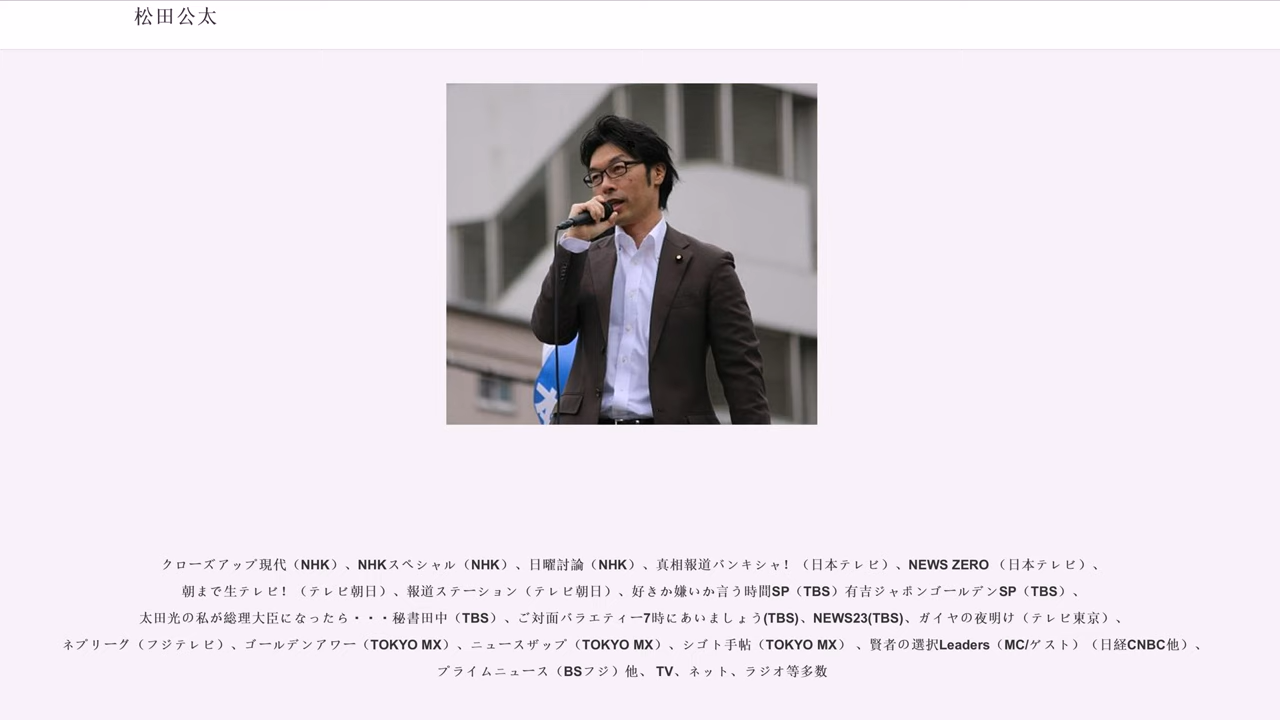 松田公太
クローズアップ現代（NHK）、NHKスペシャル（NHK）、日曜討論（NHK）、真相報道バンキシャ！（日本テレビ）、NEWS ZERO （日本テレビ）、
朝まで生テレビ！（テレビ朝日）、報道ステーション（テレビ朝日）、好きか嫌いか言う時間SP（TBS）有吉ジャポンゴールデンSP（TBS）、
太田光の私が総理大臣になったら・・・秘書田中（TBS）、ご対面バラエティー7時にあいましょう(TBS)、NEWS23(TBS)、ガイヤの夜明け（テレビ東京）、
ネプリーグ（フジテレビ）、ゴールデンアワー（TOKYO MX）、ニュースザップ（TOKYO MX）、シゴト手帖（TOKYO MX） 、賢者の選択Leaders（MC/ゲスト）（日経CNBC他）、
プライムニュース（BSフジ）他、 TV、ネット、ラジオ等多数